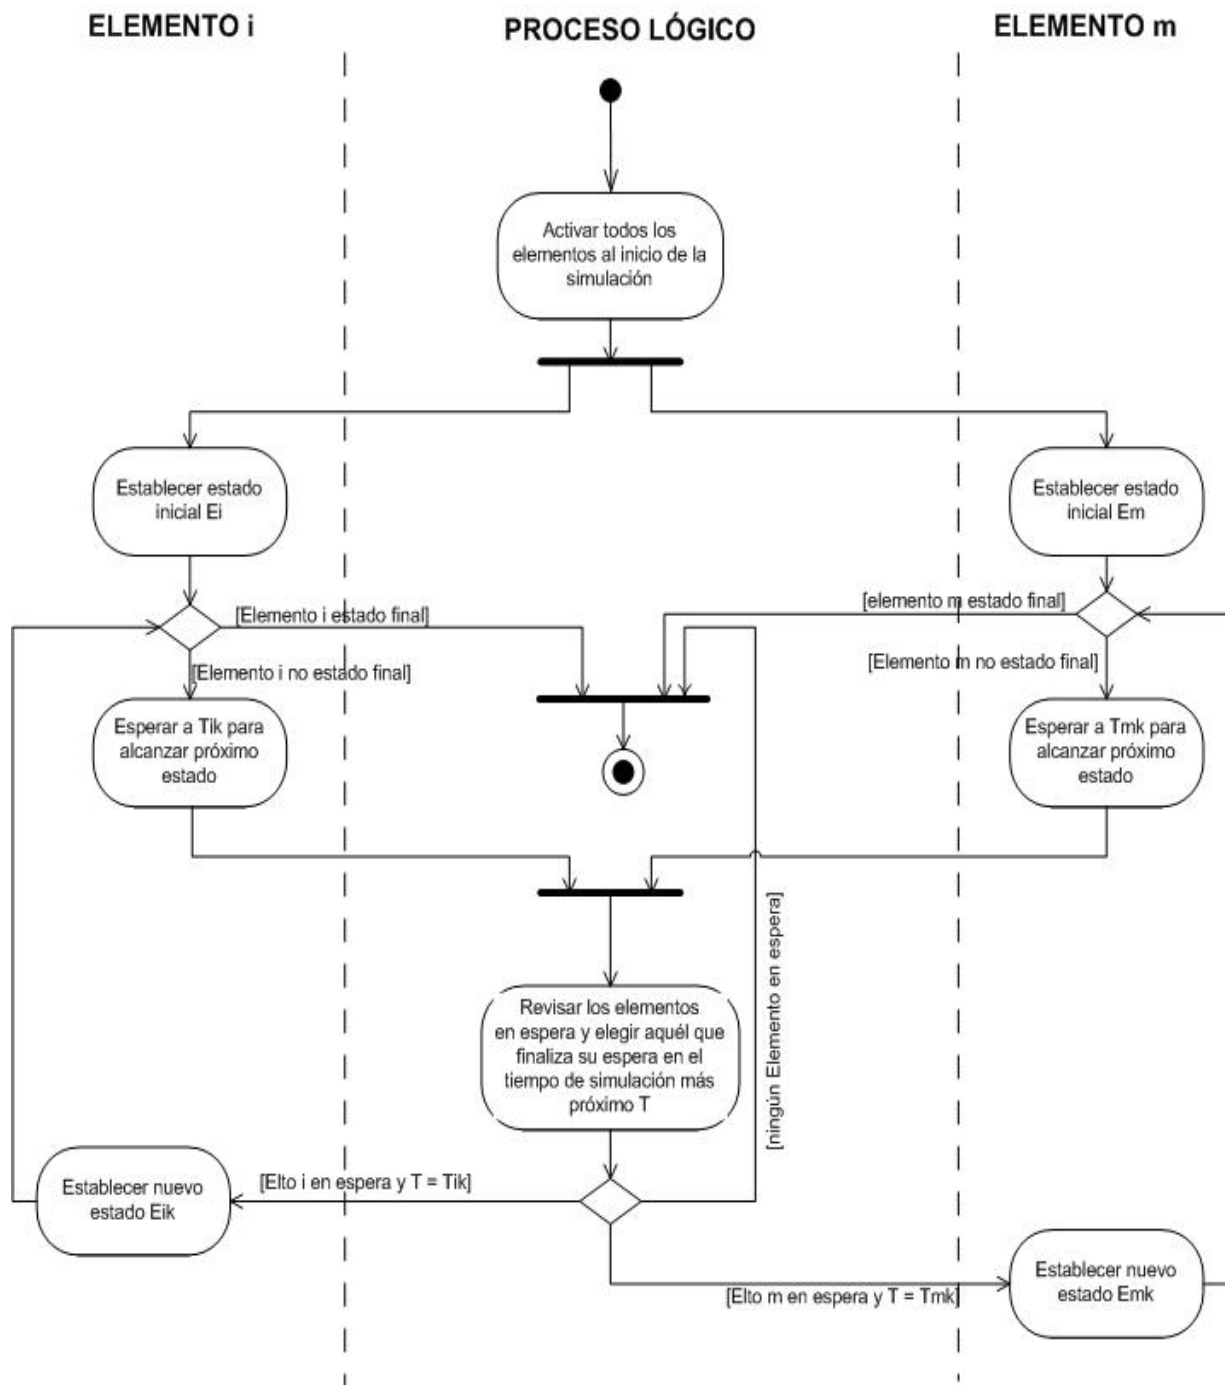 ELEMENTO i
PROCESO LÓGICO
ELEMENTO m
Activar todos los
elementos al inicio de la
simulación
Establecer estado
inicial Ei
Establecer estado
inicial Em
[Elemento i estado final]
[elemento m estado final]
[Elemento i no estado final]
[Elemento m no estado final]
Esperar a Tik para
alcanzar próximo
estado
Esperar a Tmk para
alcanzar próximo
estado
[ningún Elemento en espera]
Revisar los elementos
en espera y elegir aquél que
finaliza su espera en el
tiempo de simulación más
próximo T
[Elto i en espera y T = Tik]
Establecer nuevo
estado Eik
[Elto m en espera y T = Tmk]
Establecer nuevo
estado Emk